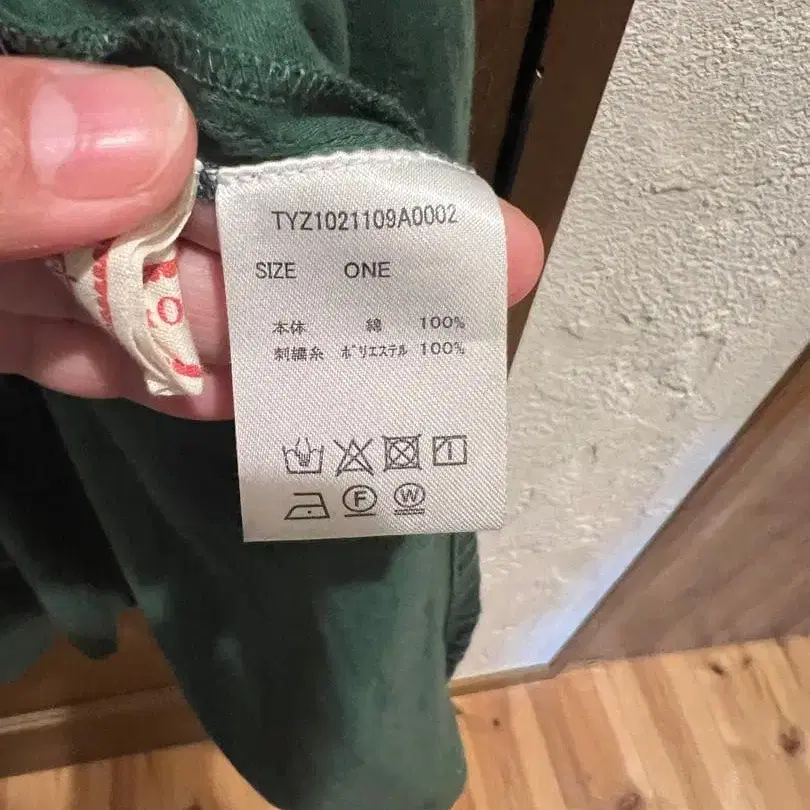 TYZ1021109A0002
SIZE ONE
本体 綿 100%
刺繍糸 ポリエステル 100%
F W